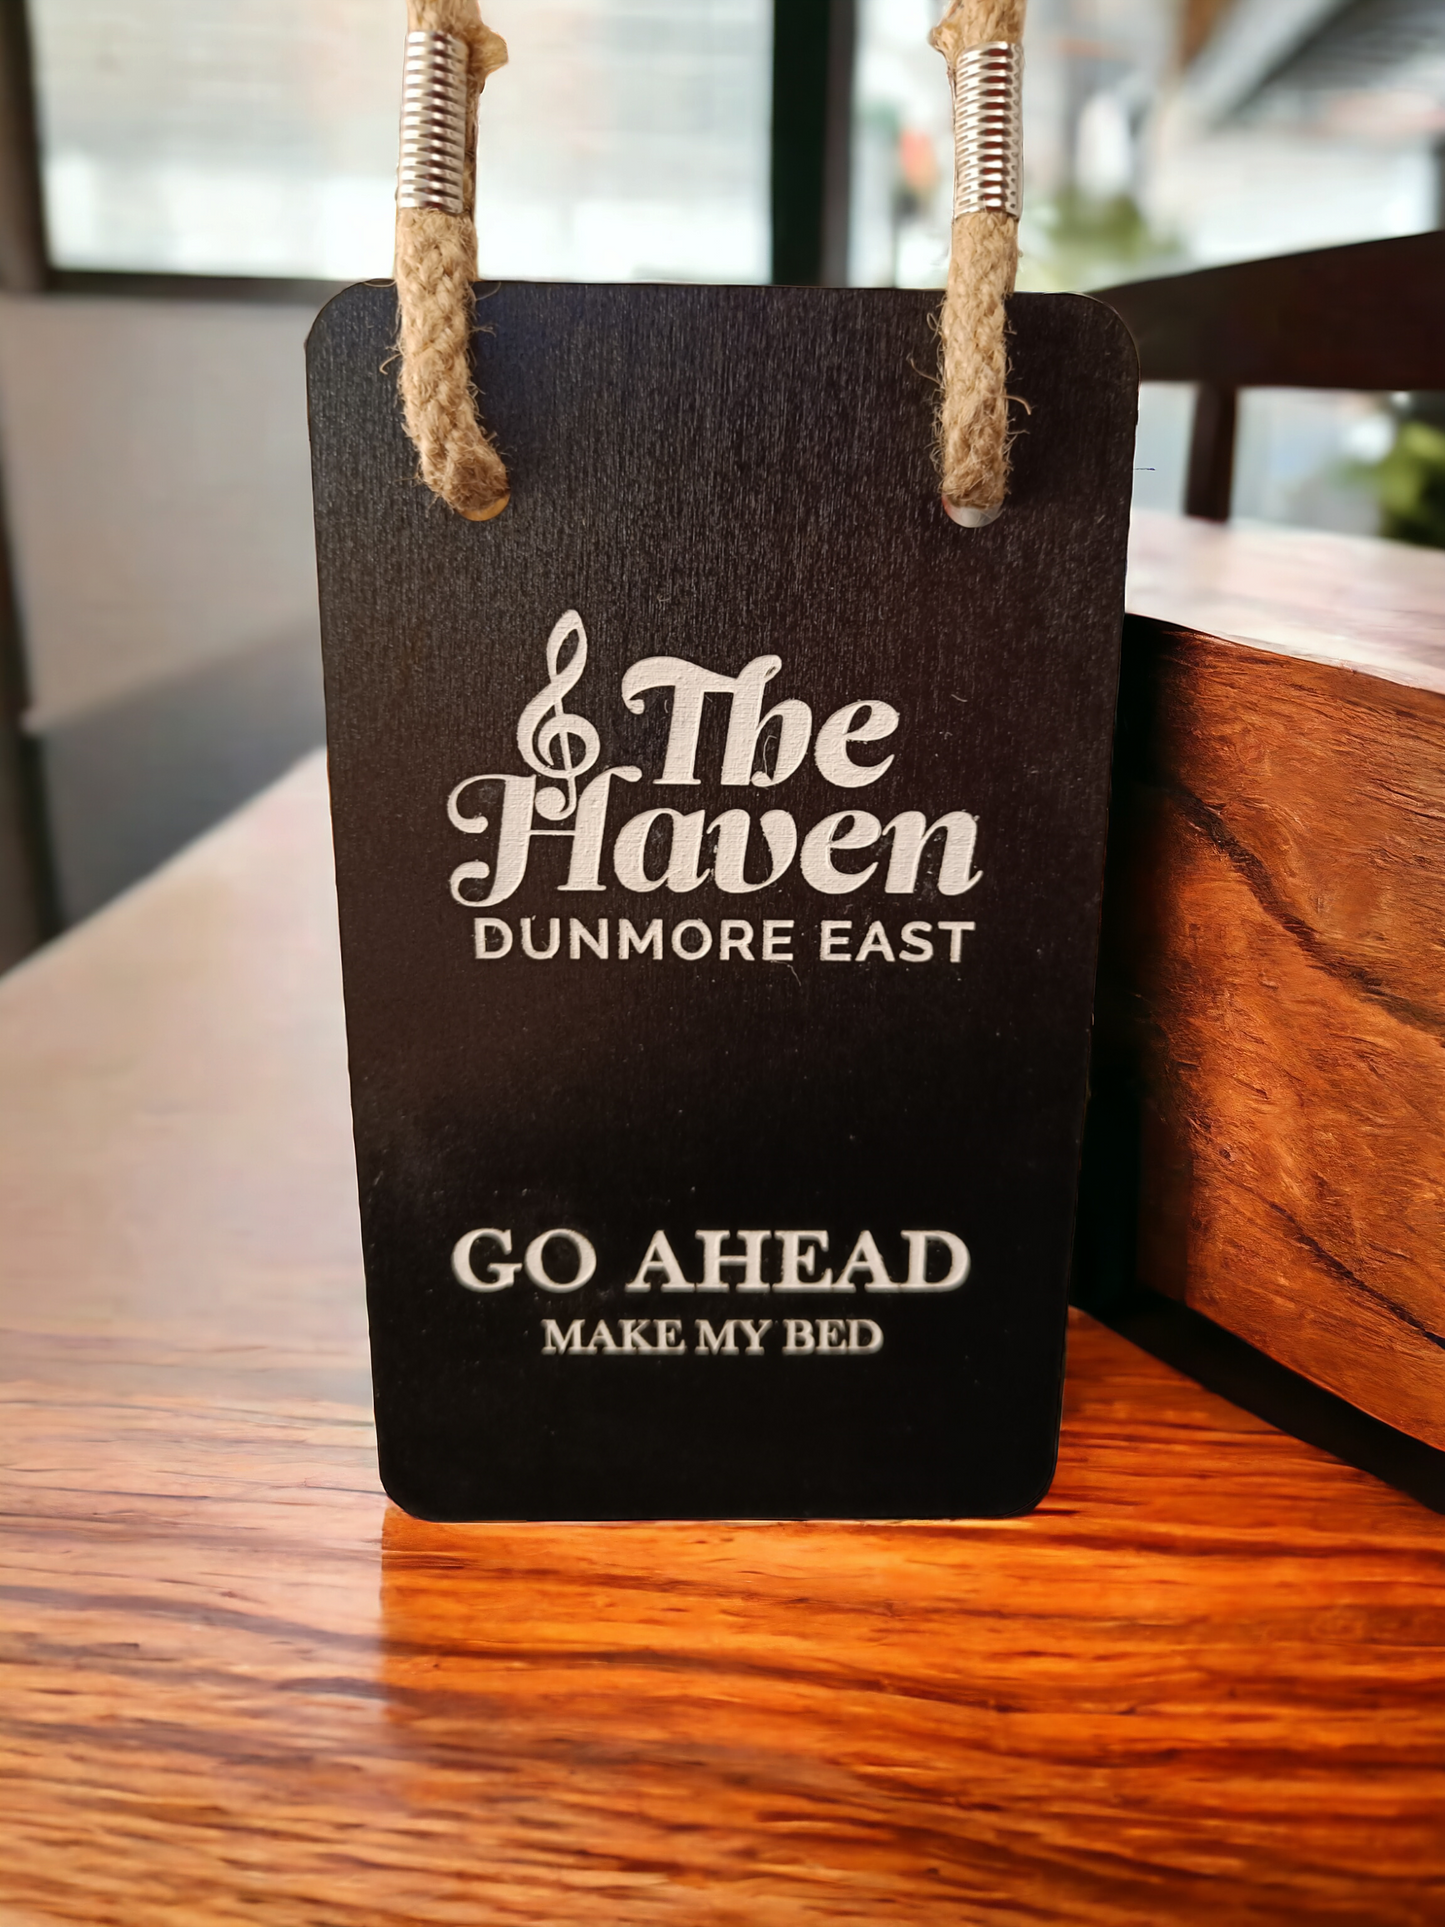 The
Haven
DUNMORE EAST
GO AHEAD
MAKE MY BED